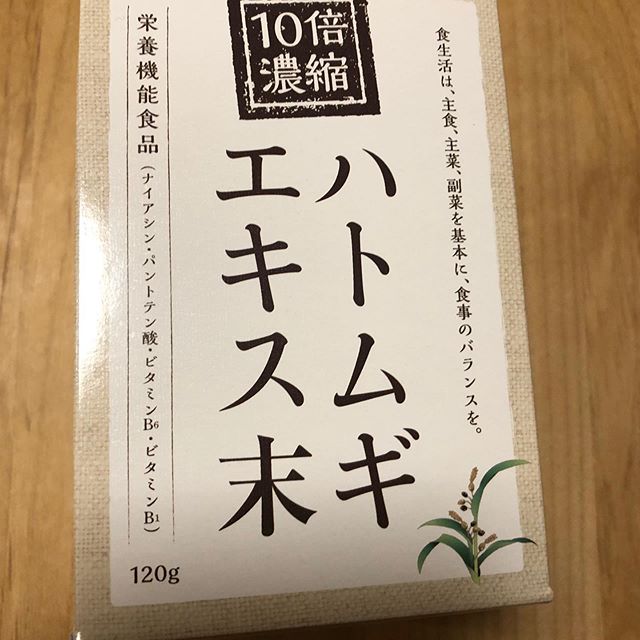 食生活は、主食、主菜、副菜を基本に、食事のバランスを。
10倍
濃縮
ハトムギ
エキス末
栄養機能食品(ナイアシン・パントテン酸・ビタミンB6・ビタミンB1)
120g